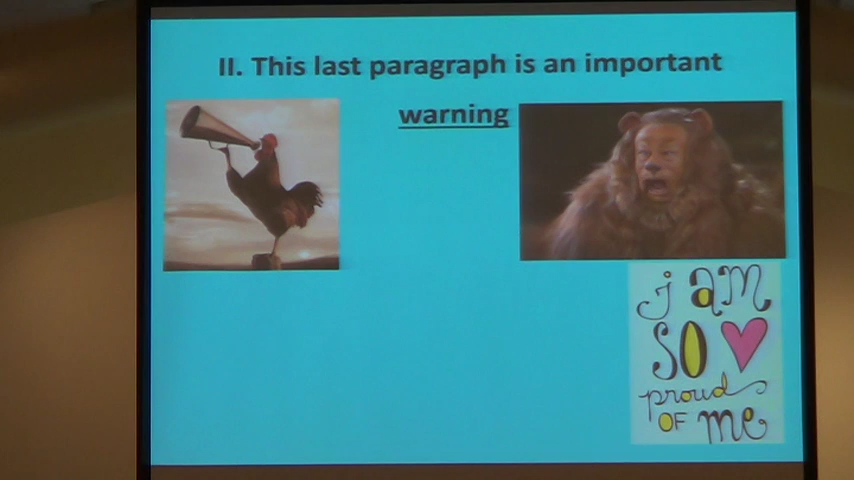 II. This last paragraph is an important
warning
i am
so
proud
OF me